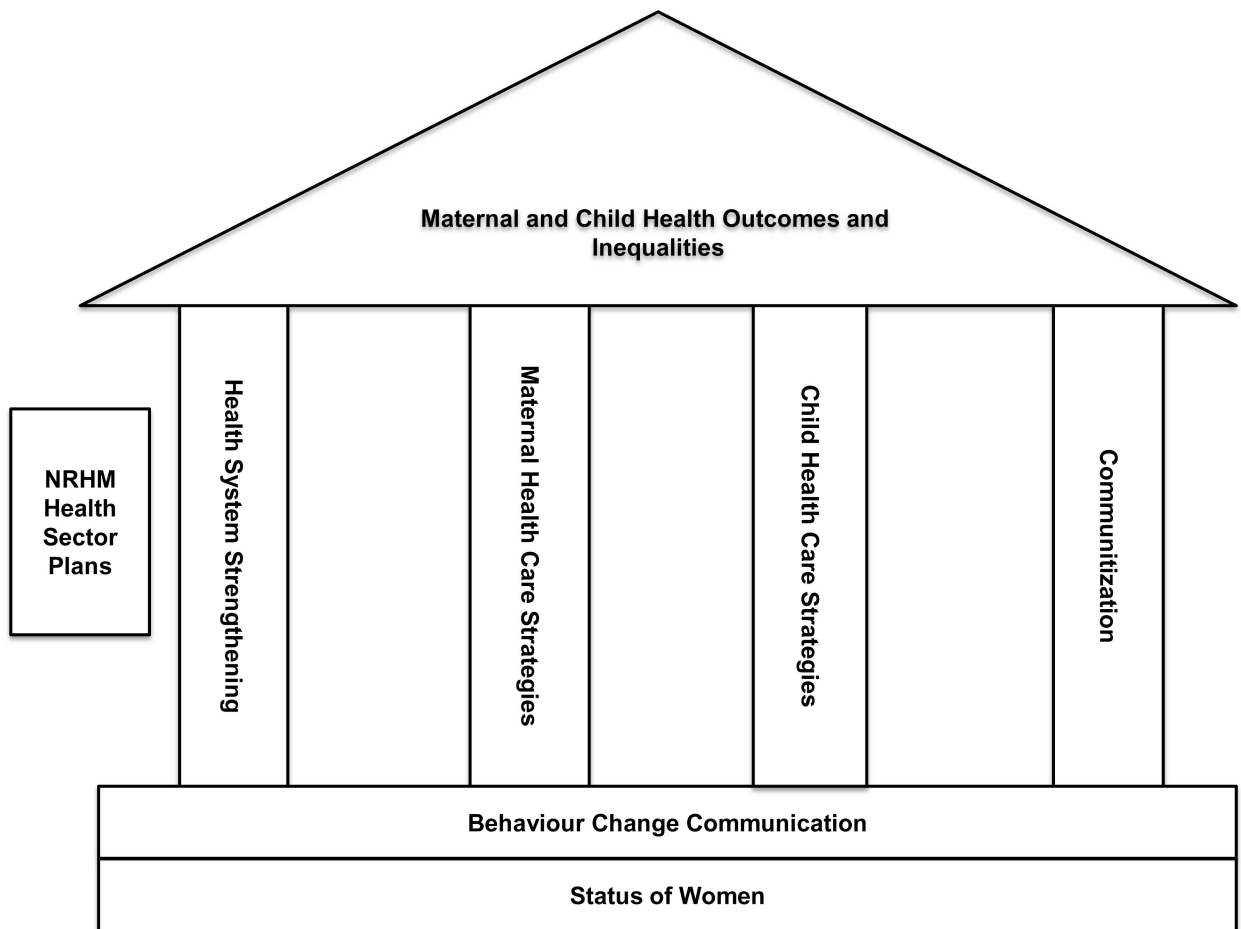 Maternal and Child Health Outcomes and
Inequalities
NRHM
Health
Sector
Plans
Health System Strengthening
Maternal Health Care Strategies
Child Health Care Strategies
Communitization
Behaviour Change Communication
Status of Women